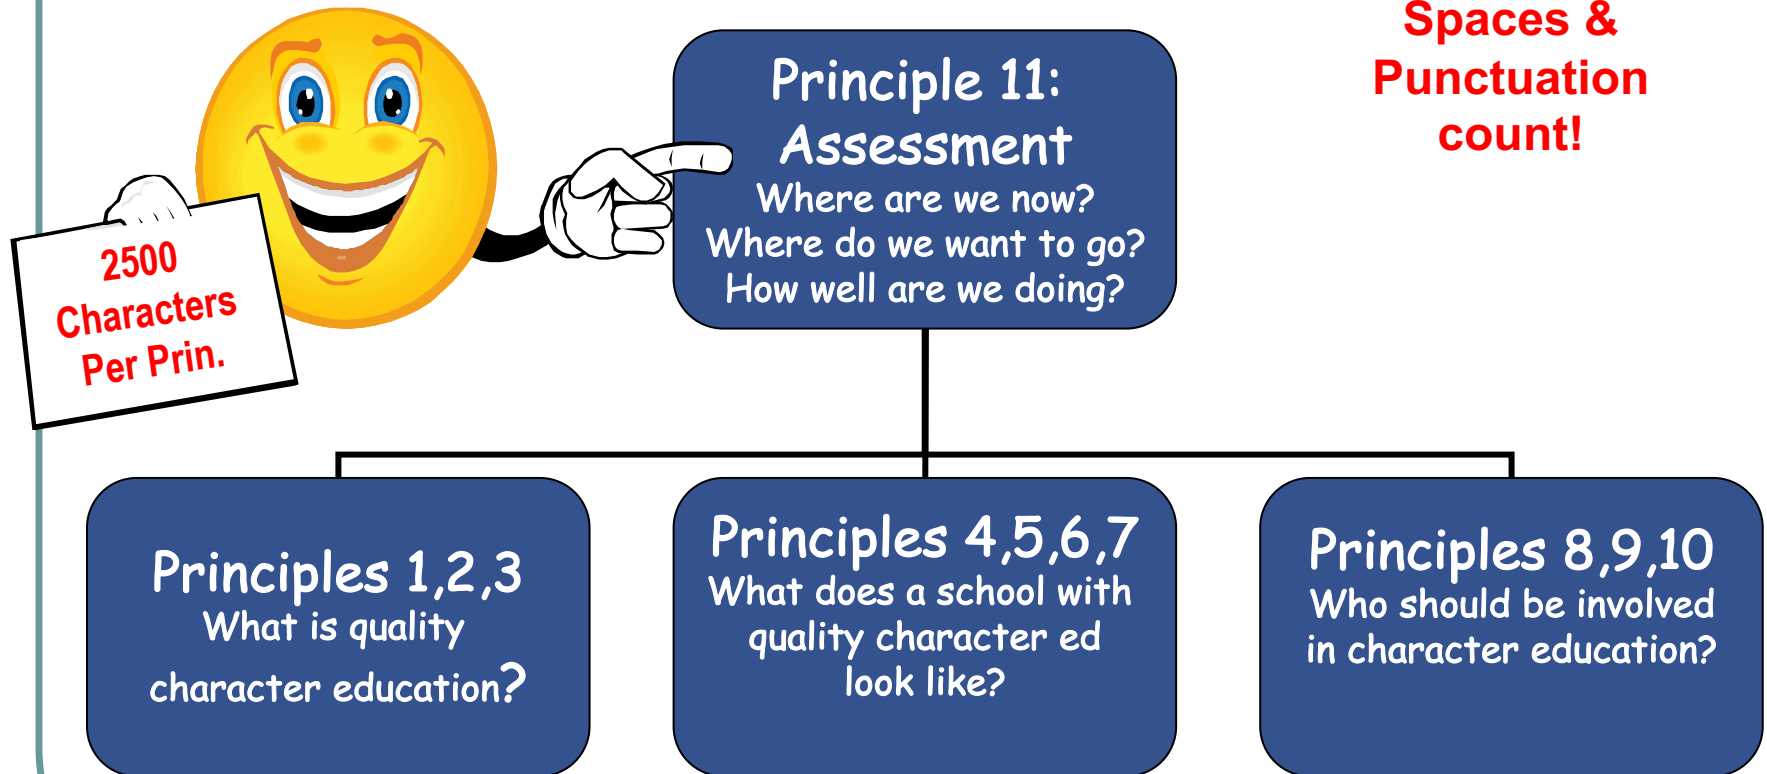 Spaces &
Punctuation
count!
Principle 11:
Assessment
Where are we now?
Where do we want to go?
How well are we doing?
2500
Characters
Per Prin.
Principles 1,2,3
What is quality
character education?
Principles 4,5,6,7
What does a school with
quality character ed
look like?
Principles 8,9,10
Who should be involved
in character education?